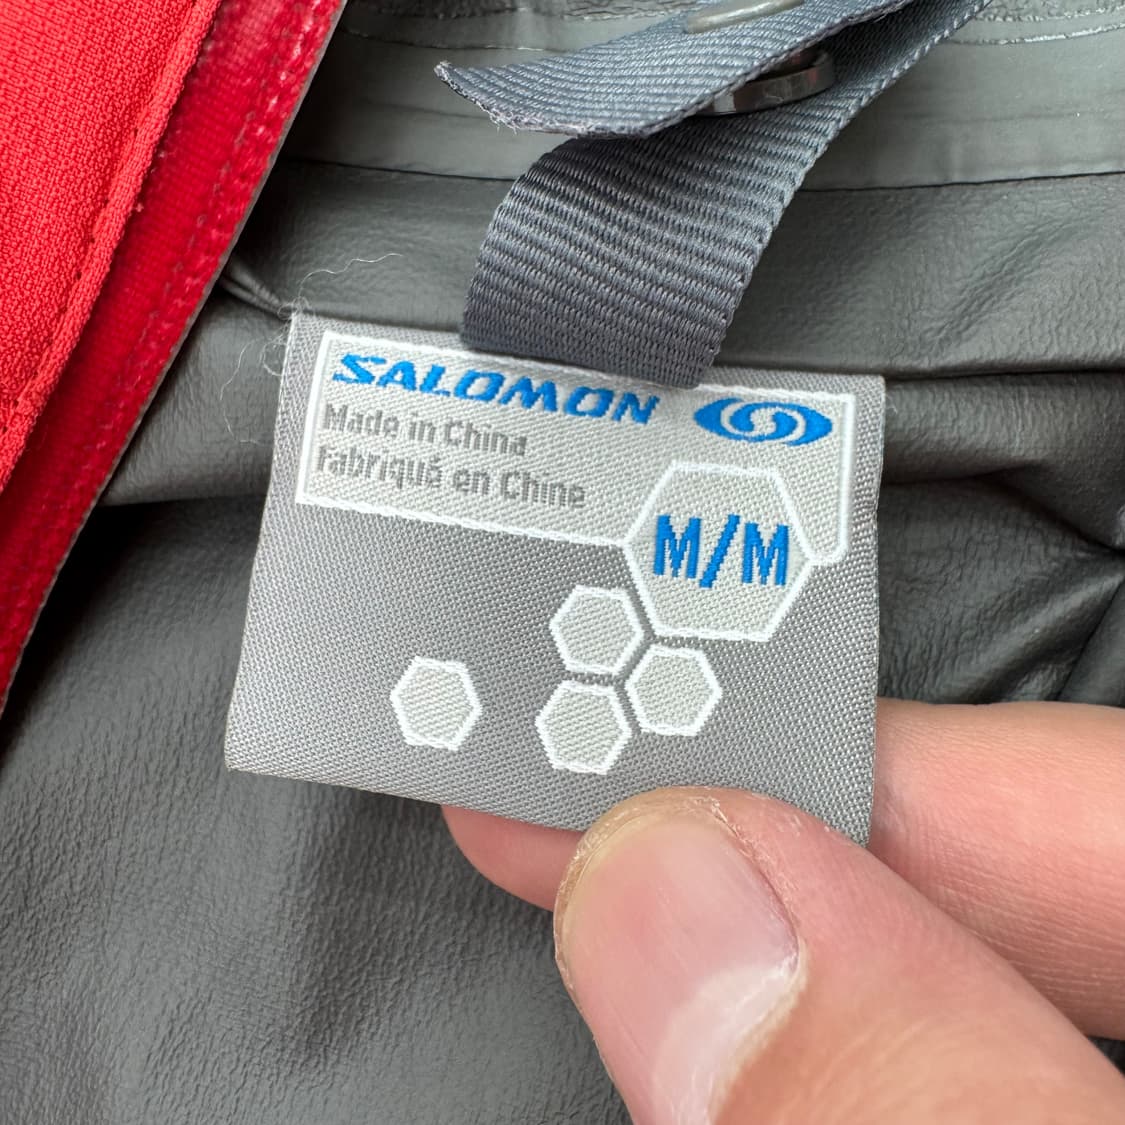 SALOMON
Made in China
Fabriqué en Chine
M/M